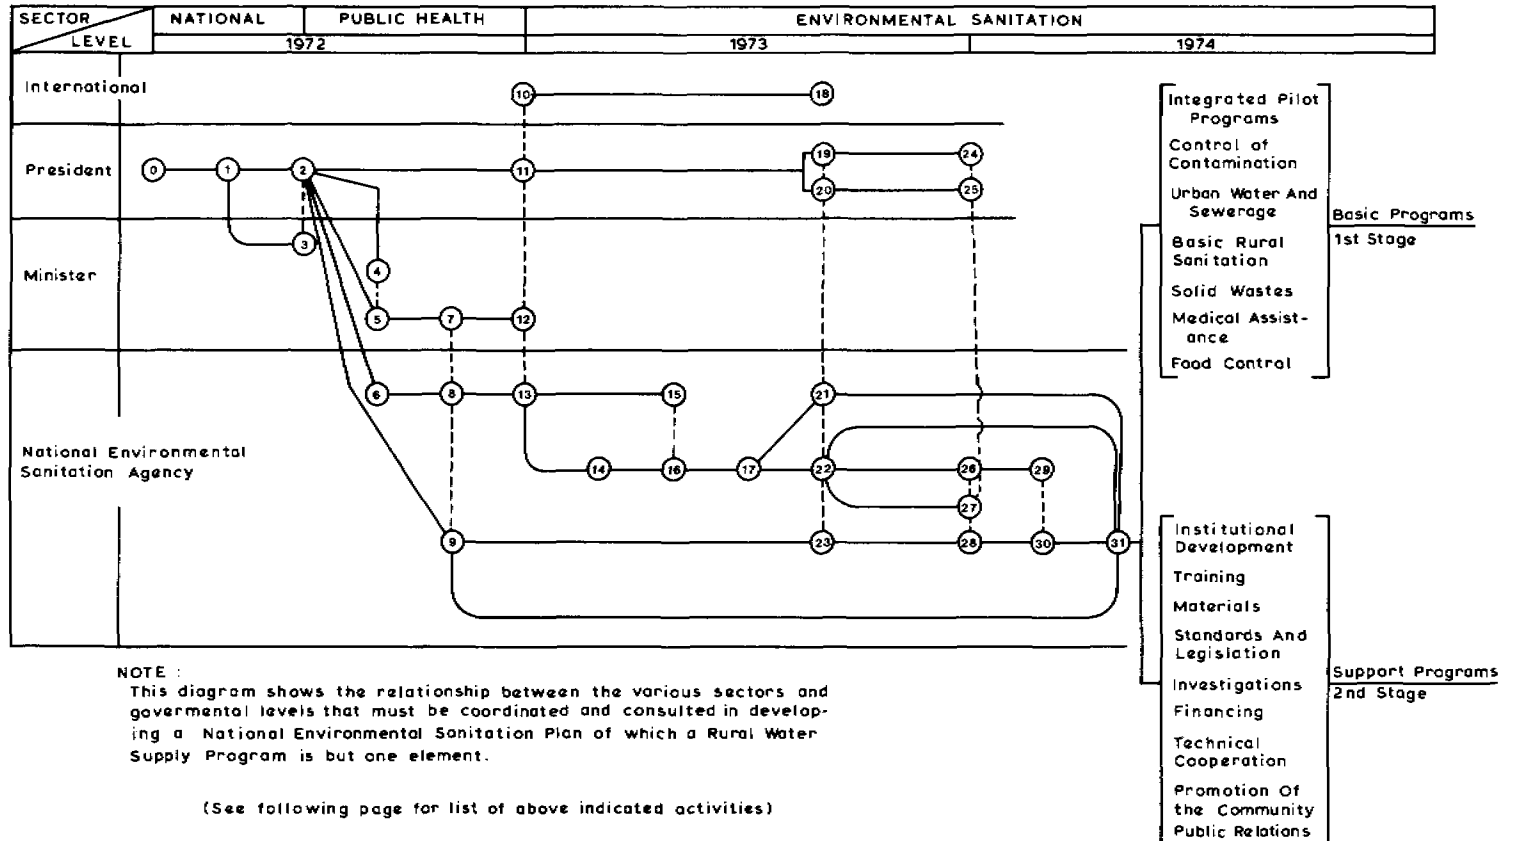 SECTOR
LEVEL
NATIONAL
PUBLIC HEALTH
ENVIRONMENTAL SANITATION
1972
1973
1974
International
10
18
President
0
1
2
11
19
24
20
25
3
Minister
4
5
7
12
6
8
13
15
21
National Environmental
Sanitation Agency
14
16
17
22
26
29
27
9
23
28
30
31
Integrated Pilot
Programs
Control of
Contamination
Urban Water And
Sewerage
Basic Rural
Sanitation
Solid Wastes
Medical Assist-
ance
Food Control
Basic Programs
1st Stage
Institutional
Development
Training
Materials
Standards And
Legislation
Investigations
Financing
Technical
Cooperation
Promotion Of
the Community
Public Relations
Support Programs
2nd Stage
NOTE :
This diagram shows the relationship between the various sectors and
govermental levels that must be coordinated and consulted in develop-
ing a National Environmental Sanitation Plan of which a Rural Water
Supply Program is but one element.
(See following page for list of above indicated activities)